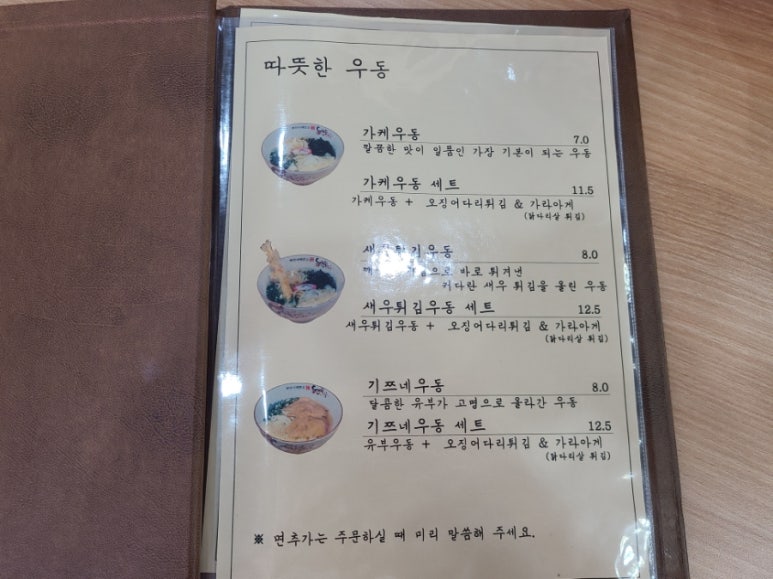 따뜻한 우동
가케우동 7.0
깔끔한 맛이 일품인 가장 기본이 되는 우동
가케우동 세트 11.5
가케우동 + 오징어다리튀김 & 가라아게
(닭다리살 튀김)
8.0
바로 튀겨낸
커다란 새우 튀김을 올린 우동
새우튀김우동 세트 12.5
새우튀김우동 + 오징어다리튀김 & 가라아게
(닭다리살 튀김)
기쯔네우동 8.0
달콤한 유부가 고명으로 올라간 우동
기쯔네우동 세트 12.5
유부우동 + 오징어다리튀김 & 가라아게
(닭다리살 튀김)
※ 면추가는 주문하실 때 미리 말씀해 주세요.